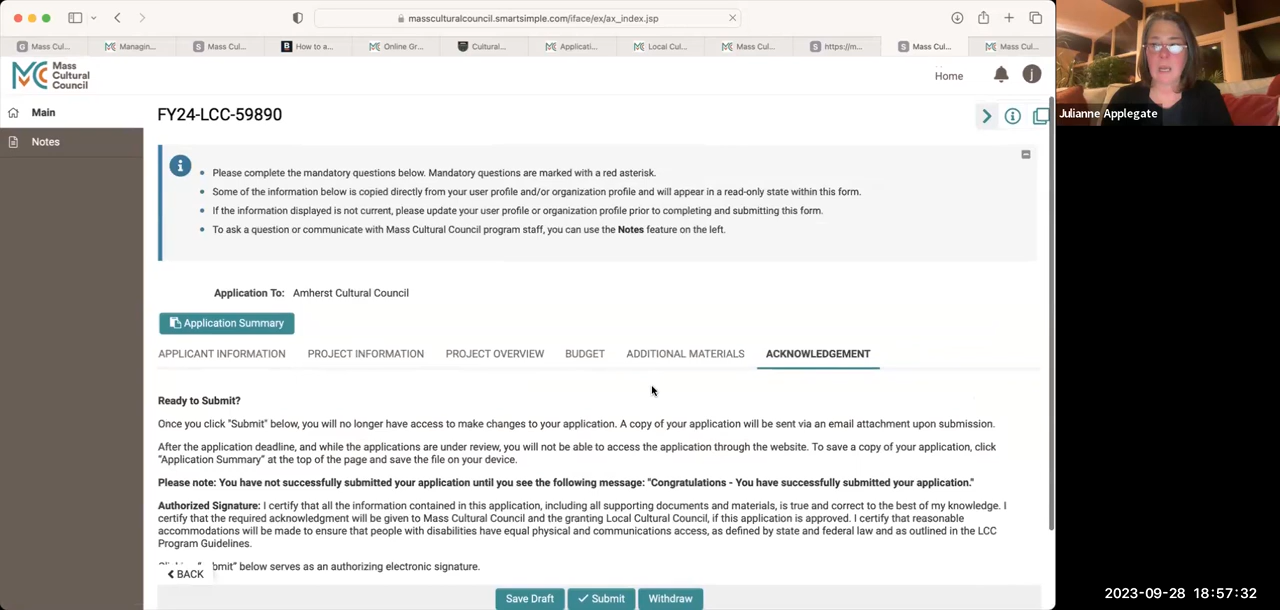 massculturalcouncil.smartsimple.com/iface/ex/ax_index.jsp
Mass Cul...
Managin...
Mass Cul...
How to a...
Online Gr...
Cultural...
Applicati...
Local Cul...
Mass Cul...
https://m...
Mass Cul...
Mass Cul...
Mass
Cultural
Council
Home
j
Main
Notes
FY24-LCC-59890
Please complete the mandatory questions below. Mandatory questions are marked with a red asterisk.
Some of the information below is copied directly from your user profile and/or organization profile and will appear in a read-only state within this form.
If the information displayed is not current, please update your user profile or organization profile prior to completing and submitting this form.
To ask a question or communicate with Mass Cultural Council program staff, you can use the Notes feature on the left.
Application To: Amherst Cultural Council
Application Summary
APPLICANT INFORMATION PROJECT INFORMATION PROJECT OVERVIEW BUDGET ADDITIONAL MATERIALS ACKNOWLEDGEMENT
Ready to Submit?
Once you click "Submit" below, you will no longer have access to make changes to your application. A copy of your application will be sent via an email attachment upon submission.
After the application deadline, and while the applications are under review, you will not be able to access the application through the website. To save a copy of your application, click
"Application Summary" at the top of the page and save the file on your device.
Please note: You have not successfully submitted your application until you see the following message: "Congratulations - You have successfully submitted your application."
Authorized Signature: I certify that all the information contained in this application, including all supporting documents and materials, is true and correct to the best of my knowledge. I
certify that the required acknowledgment will be given to Mass Cultural Council and the granting Local Cultural Council, if this application is approved. I certify that reasonable
accommodations will be made to ensure that people with disabilities have equal physical and communications access, as defined by state and federal law and as outlined in the LCC
Program Guidelines.
bmit" below serves as an authorizing electronic signature.
BACK
Save Draft Submit Withdraw
Julianne Applegate
2023-09-28 18:57:32